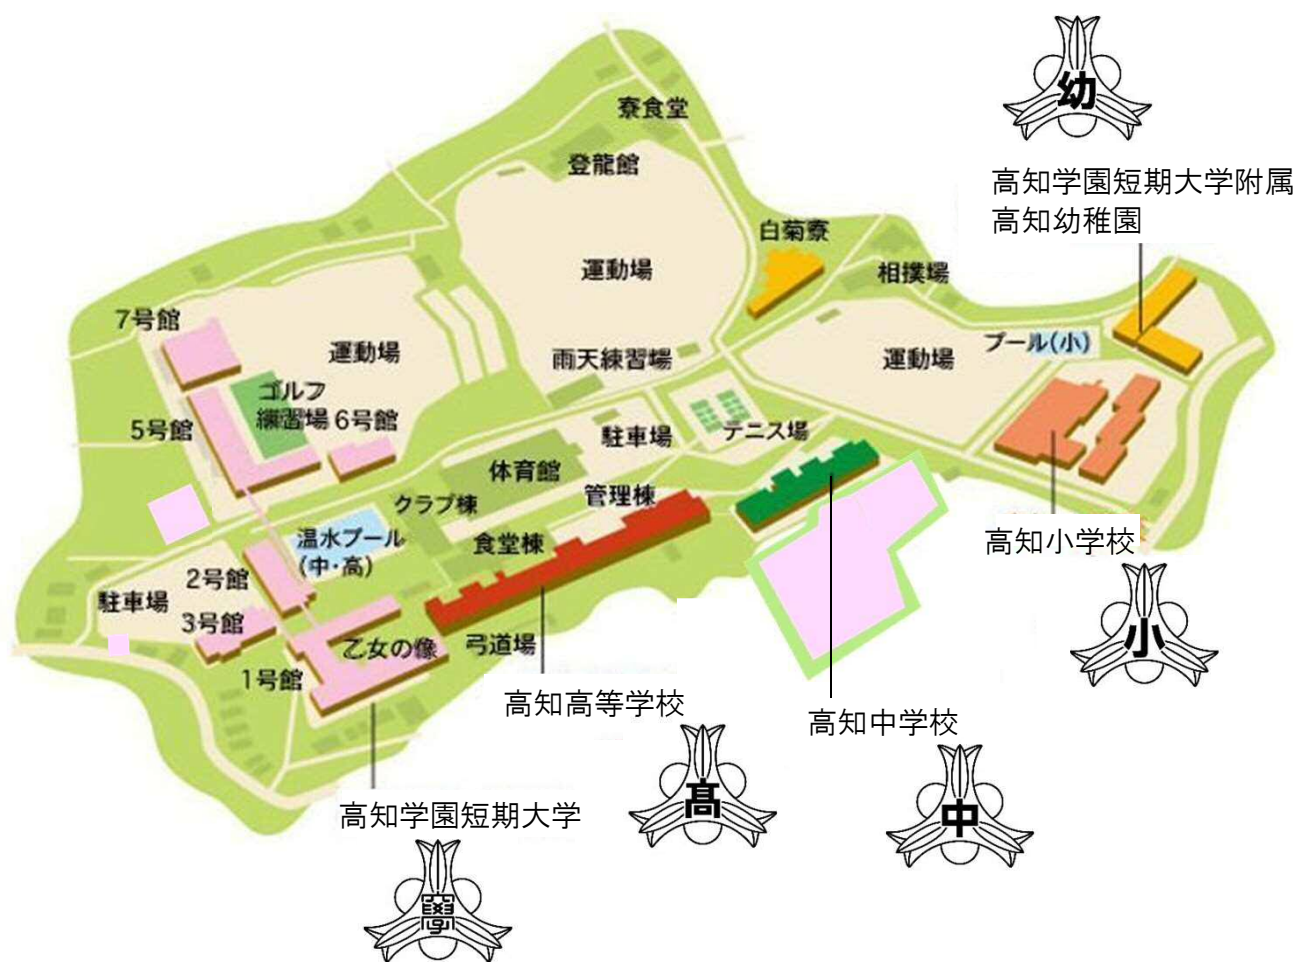 幼
高知学園短期大学附属
高知幼稚園
寮食堂
登龍館
白菊寮
運動場
相撲場
7号館
運動場
雨天練習場
運動場
プール(小)
ゴルフ
練習場
6号館
5号館
駐車場
テニス場
体育館
管理棟
クラブ棟
温水プール
(中・高)
食堂棟
高知小学校
小
2号館
駐車場
3号館
乙女の像
弓道場
1号館
高知高等学校
髙
高知中学校
中
高知学園短期大学
學